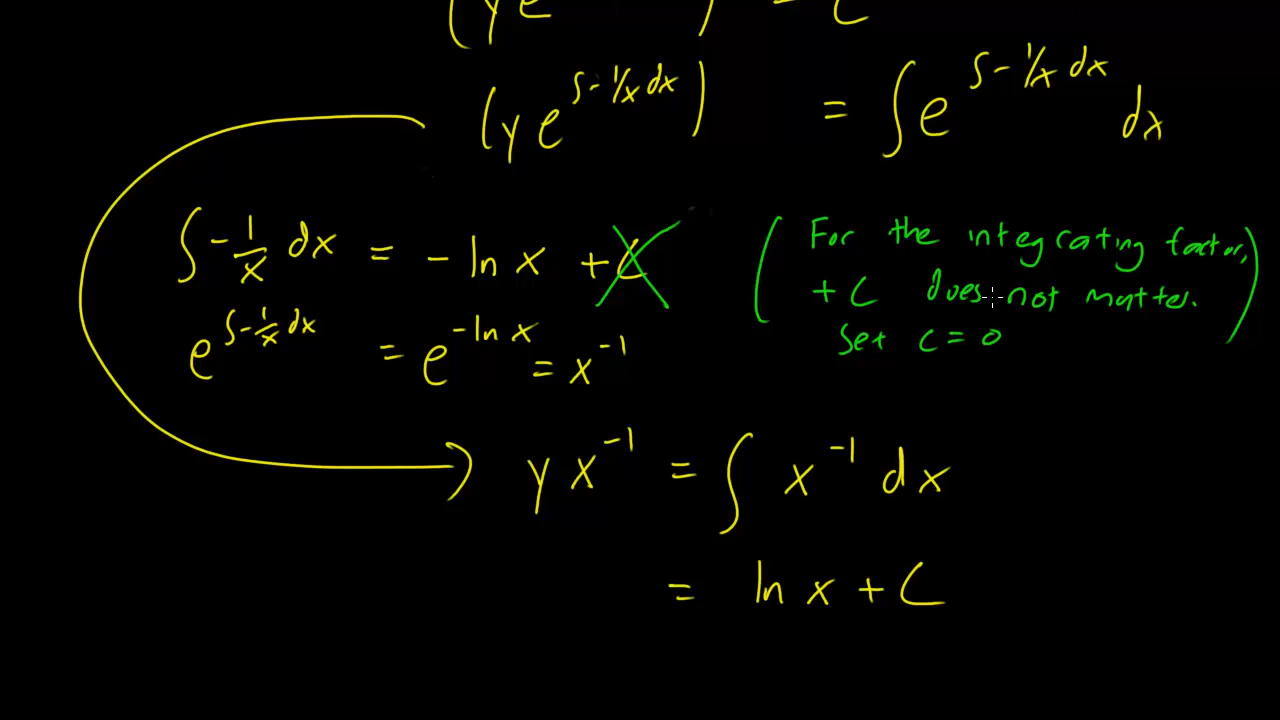 (ye ) = C
(ye^{∫-1/x dx}) = ∫e^{∫-1/x dx} dx
∫-1/x dx = -ln x + C (For the integrating factor,
+ C does not matter.
Set C = 0
e^{∫-1/x dx} = e^{-ln x} = x^{-1}
yx^{-1} = ∫ x^{-1} dx
= ln x + C